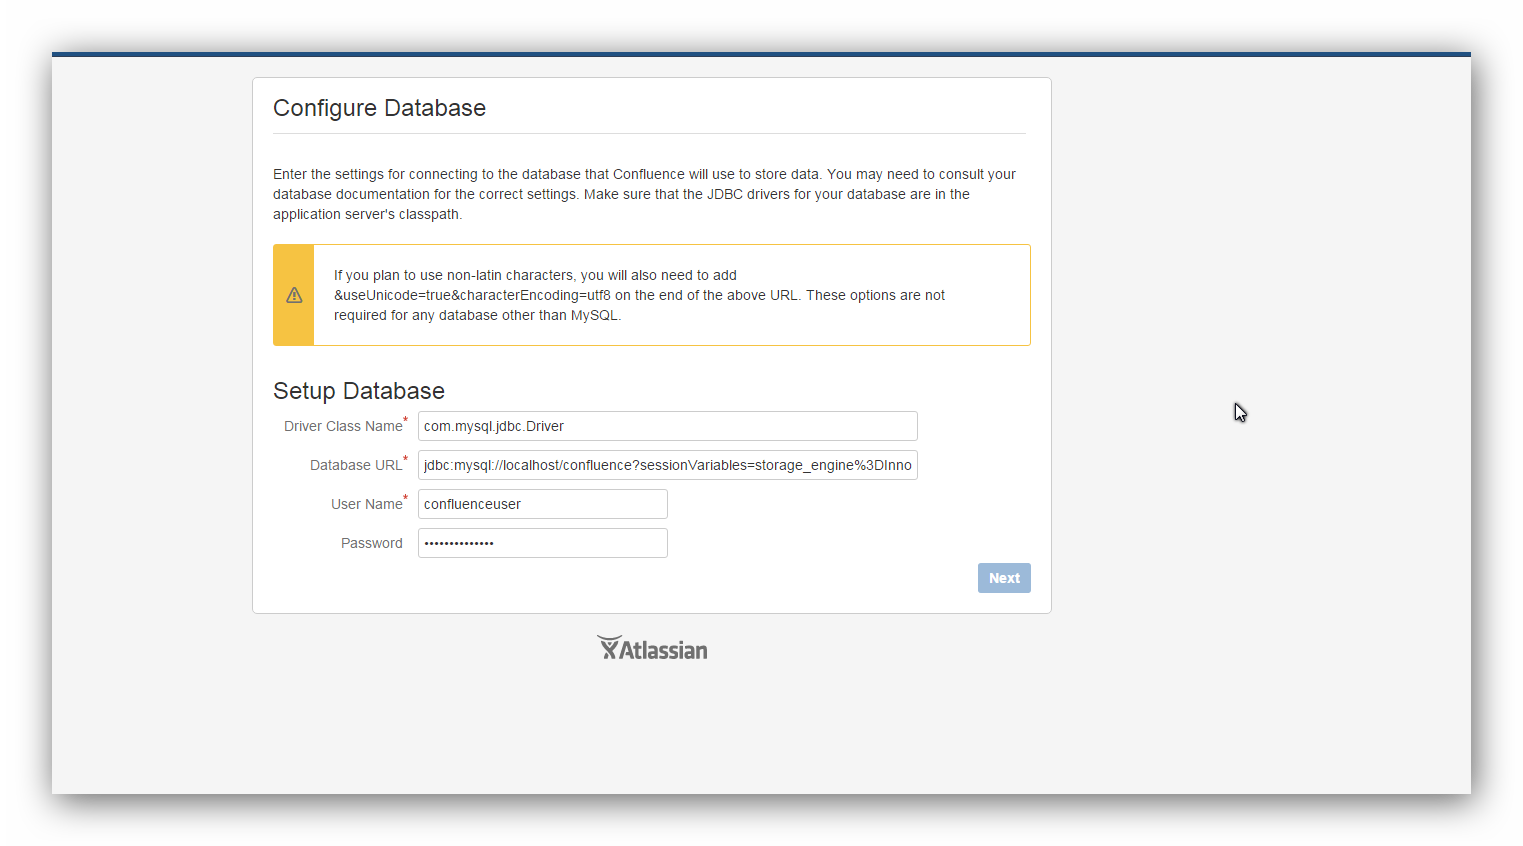 Configure Database
Enter the settings for connecting to the database that Confluence will use to store data. You may need to consult your
database documentation for the correct settings. Make sure that the JDBC drivers for your database are in the
application server's classpath.
If you plan to use non-latin characters, you will also need to add
&useUnicode=true&characterEncoding=utf8 on the end of the above URL. These options are not
required for any database other than MySQL.
Setup Database
Driver Class Name* com.mysql.jdbc.Driver
Database URL* jdbc:mysql://localhost/confluence?sessionVariables=storage_engine%3DInno
User Name* confluenceuser
Password ••••••••••••••
Next
Atlassian